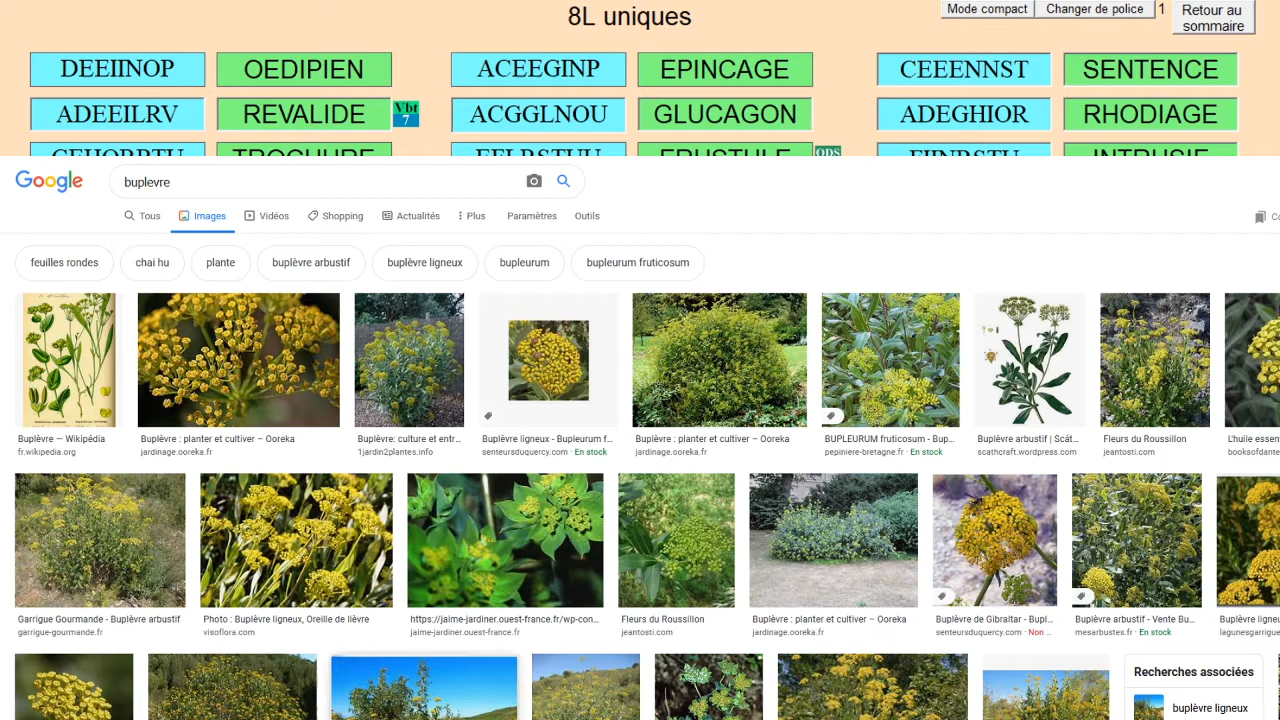 8L uniques
Mode compact Changer de police 1 Retour au
sommaire
DEEIINOP OEDIPIEN ACEEGINP EPINCAGE CEEENNST SENTENCE
ADEEILRV REVALIDE Vbt 7 ACGGLNOU GLUCAGON ADEGHIOR RHODIAGE
TROCHURE FRUSTULE ODS INTRUSIF
Google buplevre
Tous Images Vidéos Shopping Actualités Plus Paramètres Outils
feuilles rondes chai hu plante buplèvre arbustif buplèvre ligneux bupleurum bupleurum fruticosum
Buplèvre — Wikipédia Buplèvre : planter et cultiver – Ooreka Buplèvre: culture et entr... Buplèvre ligneux - Bupleurum f... Buplèvre : planter et cultiver – Ooreka BUPLEURUM fruticosum - Bup... Buplèvre arbustif | Scát... Fleurs du Roussillon L'huile essen
fr.wikipedia.org jardinage.ooreka.fr 1jardin2plantes.info senteursduquercy.com · En stock jardinage.ooreka.fr pepiniere-bretagne.fr · En stock scathcraft.wordpress.com jeantosti.com booksofdante
Garrigue Gourmande - Buplèvre arbustif Photo : Buplèvre ligneux, Oreille de lièvre https://jaime-jardiner.ouest-france.fr/wp-con... Fleurs du Roussillon Buplèvre : planter et cultiver – Ooreka Buplèvre de Gibraltar - Bupl... Buplèvre arbustif - Vente Bu... Buplèvre ligneu
garrigue-gourmande.fr visoflora.com jaime-jardiner.ouest-france.fr jeantosti.com jardinage.ooreka.fr senteursduquercy.com · Non ... mesarbustes.fr · En stock lagunesgarrigue
Recherches associées
buplèvre ligneux